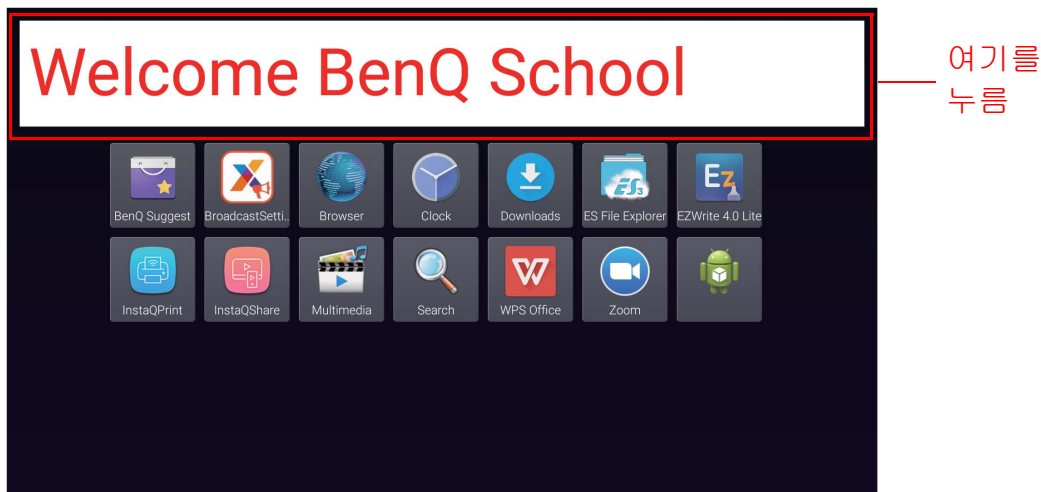 Welcome BenQ School
여기를
누름
BenQ Suggest
BroadcastSetti..
Browser
Clock
Downloads
ES File Explorer
EZWrite 4.0 Lite
InstaQPrint
InstaQShare
Multimedia
Search
WPS Office
Zoom